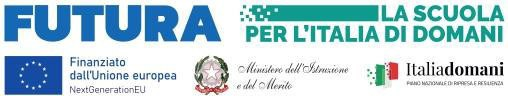 FUTURA
LA SCUOLA
PER L'ITALIA DI DOMANI
Finanziato
dall'Unione europea
NextGenerationEU
Ministero dell'Istruzione
e del Merito
Italiadomani
PIANO NAZIONALE DI RIPRESA E RESILIENZA